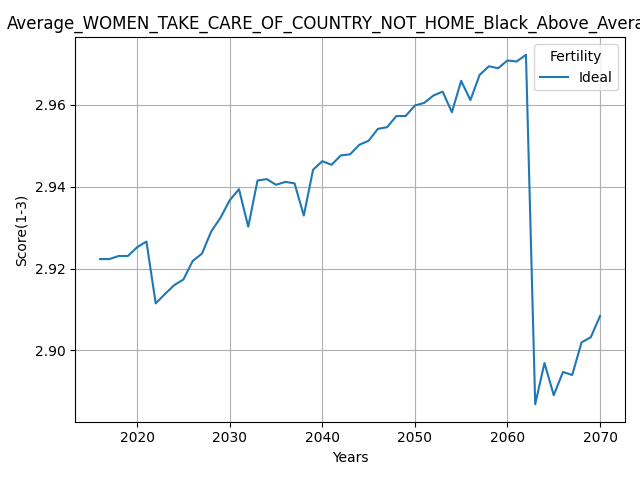 Average_WOMEN_TAKE_CARE_OF_COUNTRY_NOT_HOME_Black_Above_Avera
Fertility
Ideal
Score(1-3)
2.96
2.94
2.92
2.90
2020 2030 2040 2050 2060 2070
Years